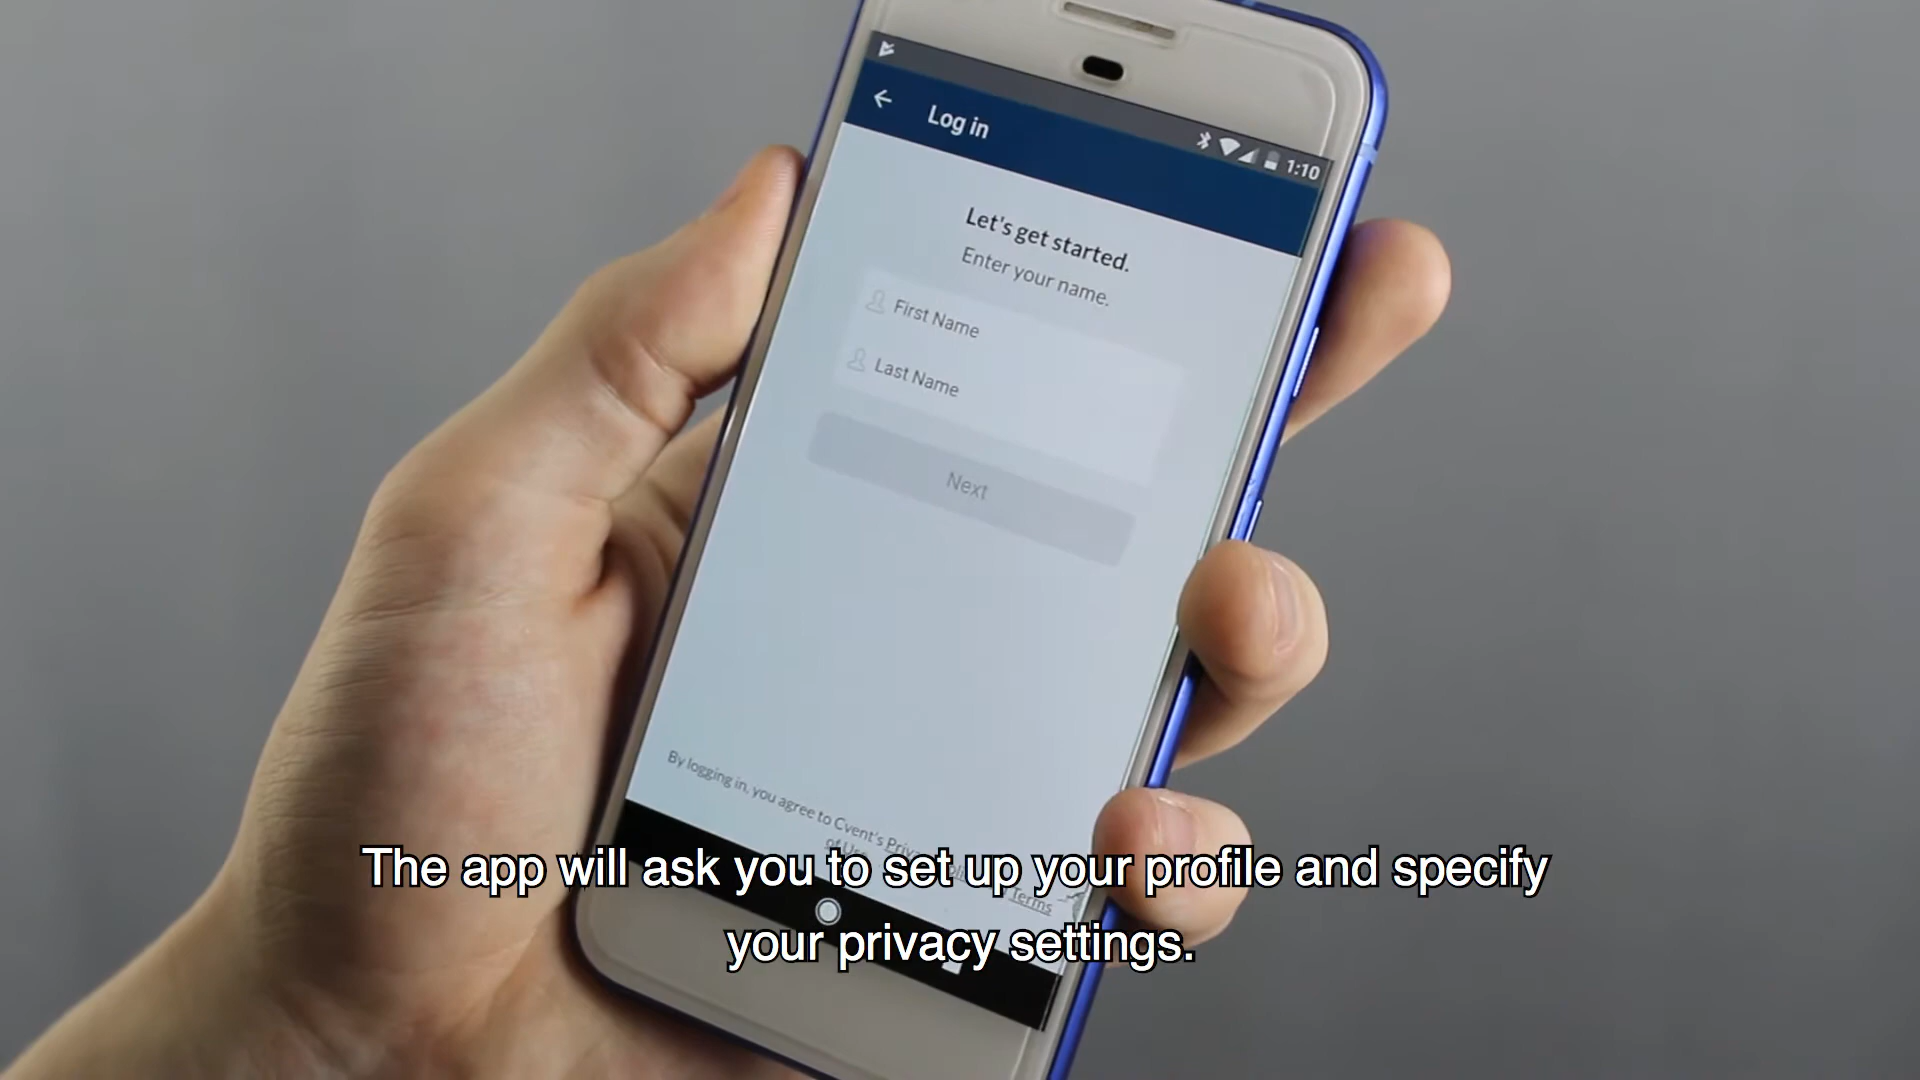 1:10
Log in
Let's get started.
Enter your name.
First Name
Last Name
Next
By logging in, you agree to Cvent's
Terms
The app will ask you to set up your profile and specify
your privacy settings.